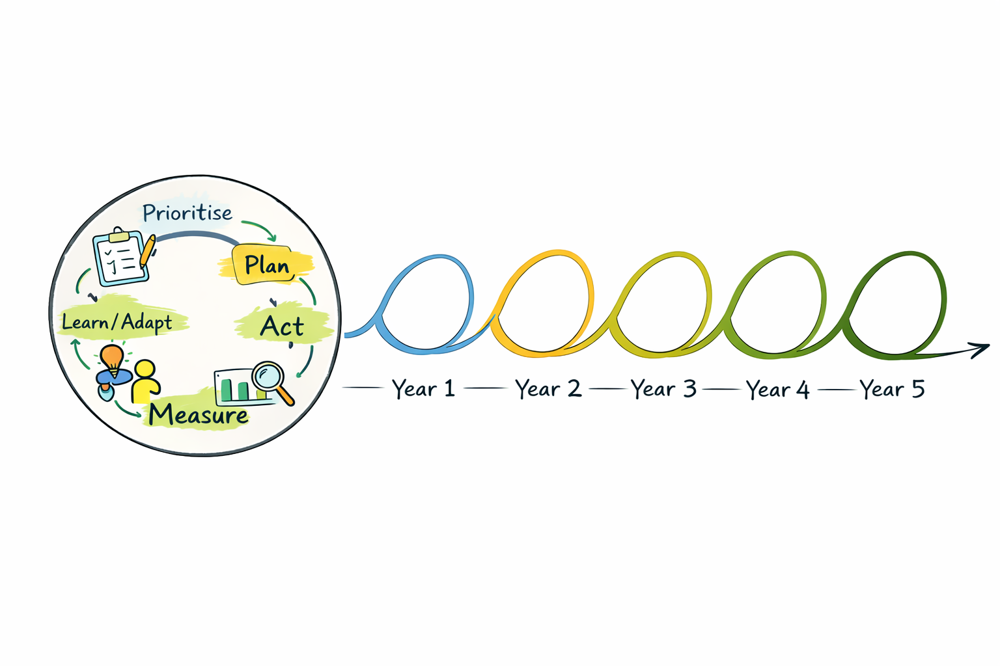 Prioritise
Plan
Learn/Adapt
Act
Measure
Year 1
Year 2
Year 3
Year 4
Year 5